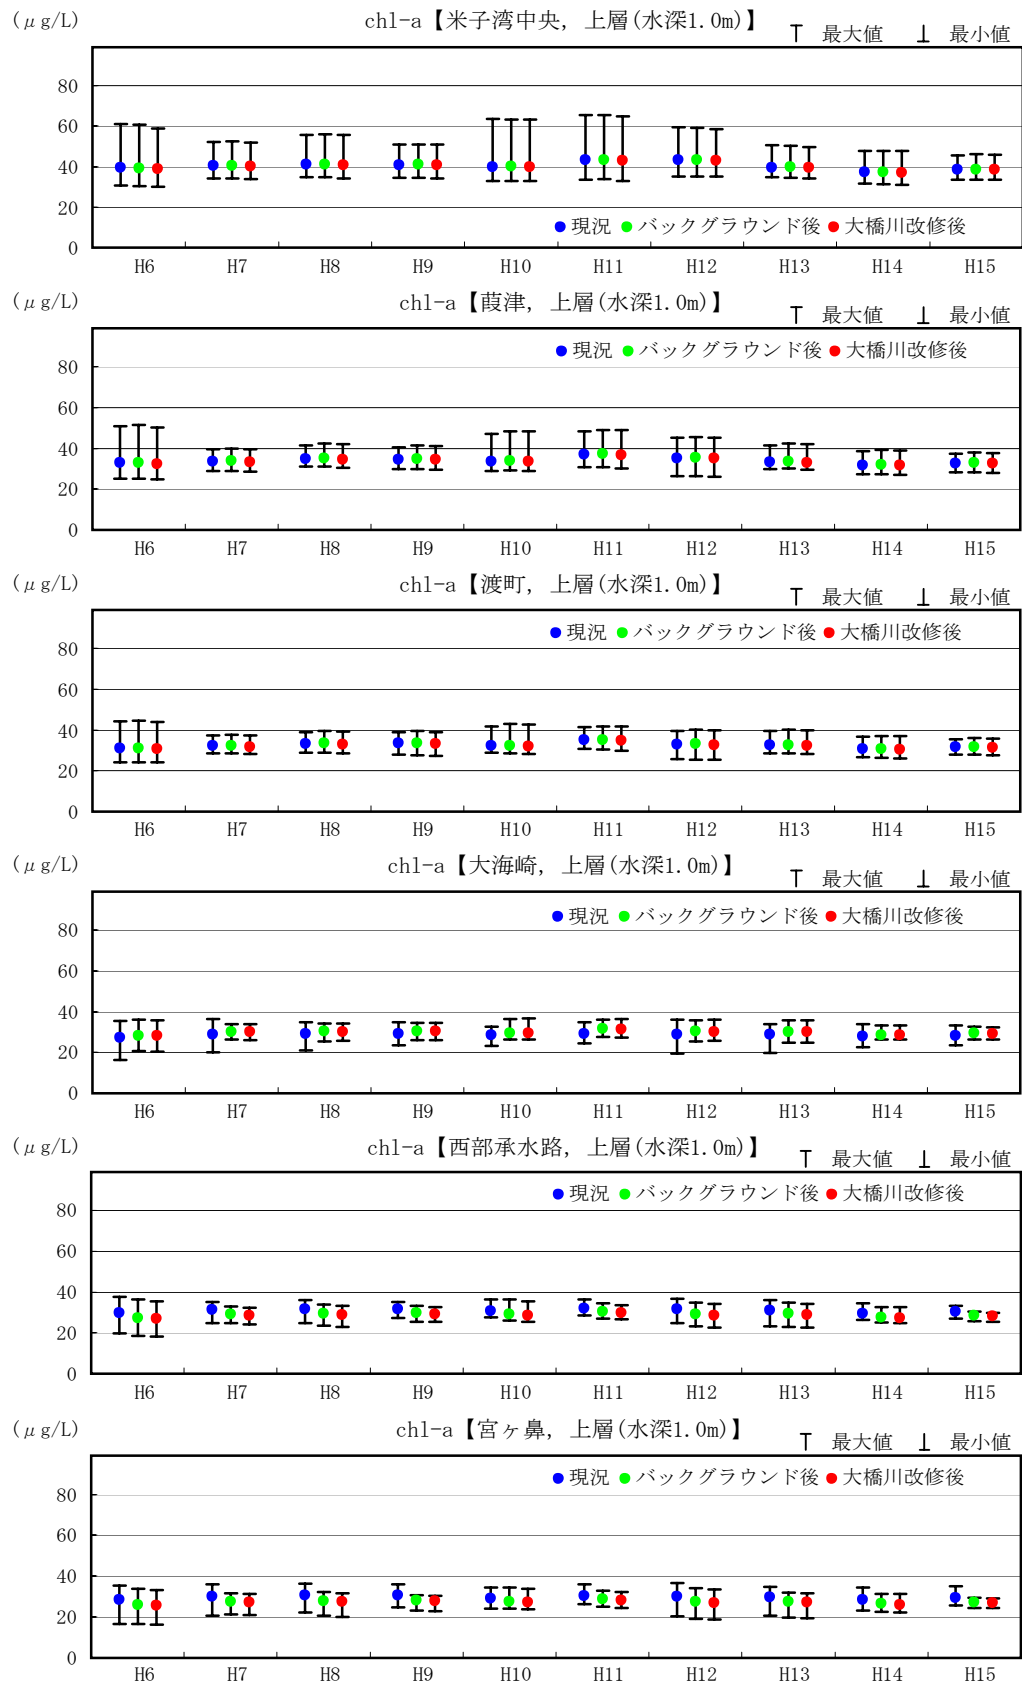 (μg/L) chl-a【米子湾中央, 上層(水深1.0m)】 最大値 最小値
80
60
40
20
0
現況 バックグラウンド後 大橋川改修後
H6 H7 H8 H9 H10 H11 H12 H13 H14 H15
(μg/L) chl-a【葭津, 上層(水深1.0m)】 最大値 最小値
現況 バックグラウンド後 大橋川改修後
80
60
40
20
0
H6 H7 H8 H9 H10 H11 H12 H13 H14 H15
(μg/L) chl-a【渡町, 上層(水深1.0m)】 最大値 最小値
現況 バックグラウンド後 大橋川改修後
80
60
40
20
0
H6 H7 H8 H9 H10 H11 H12 H13 H14 H15
(μg/L) chl-a【大海崎, 上層(水深1.0m)】 最大値 最小値
現況 バックグラウンド後 大橋川改修後
80
60
40
20
0
H6 H7 H8 H9 H10 H11 H12 H13 H14 H15
(μg/L) chl-a【西部承水路, 上層(水深1.0m)】 最大値 最小値
現況 バックグラウンド後 大橋川改修後
80
60
40
20
0
H6 H7 H8 H9 H10 H11 H12 H13 H14 H15
(μg/L) chl-a【宮ヶ鼻, 上層(水深1.0m)】 最大値 最小値
現況 バックグラウンド後 大橋川改修後
80
60
40
20
0
H6 H7 H8 H9 H10 H11 H12 H13 H14 H15